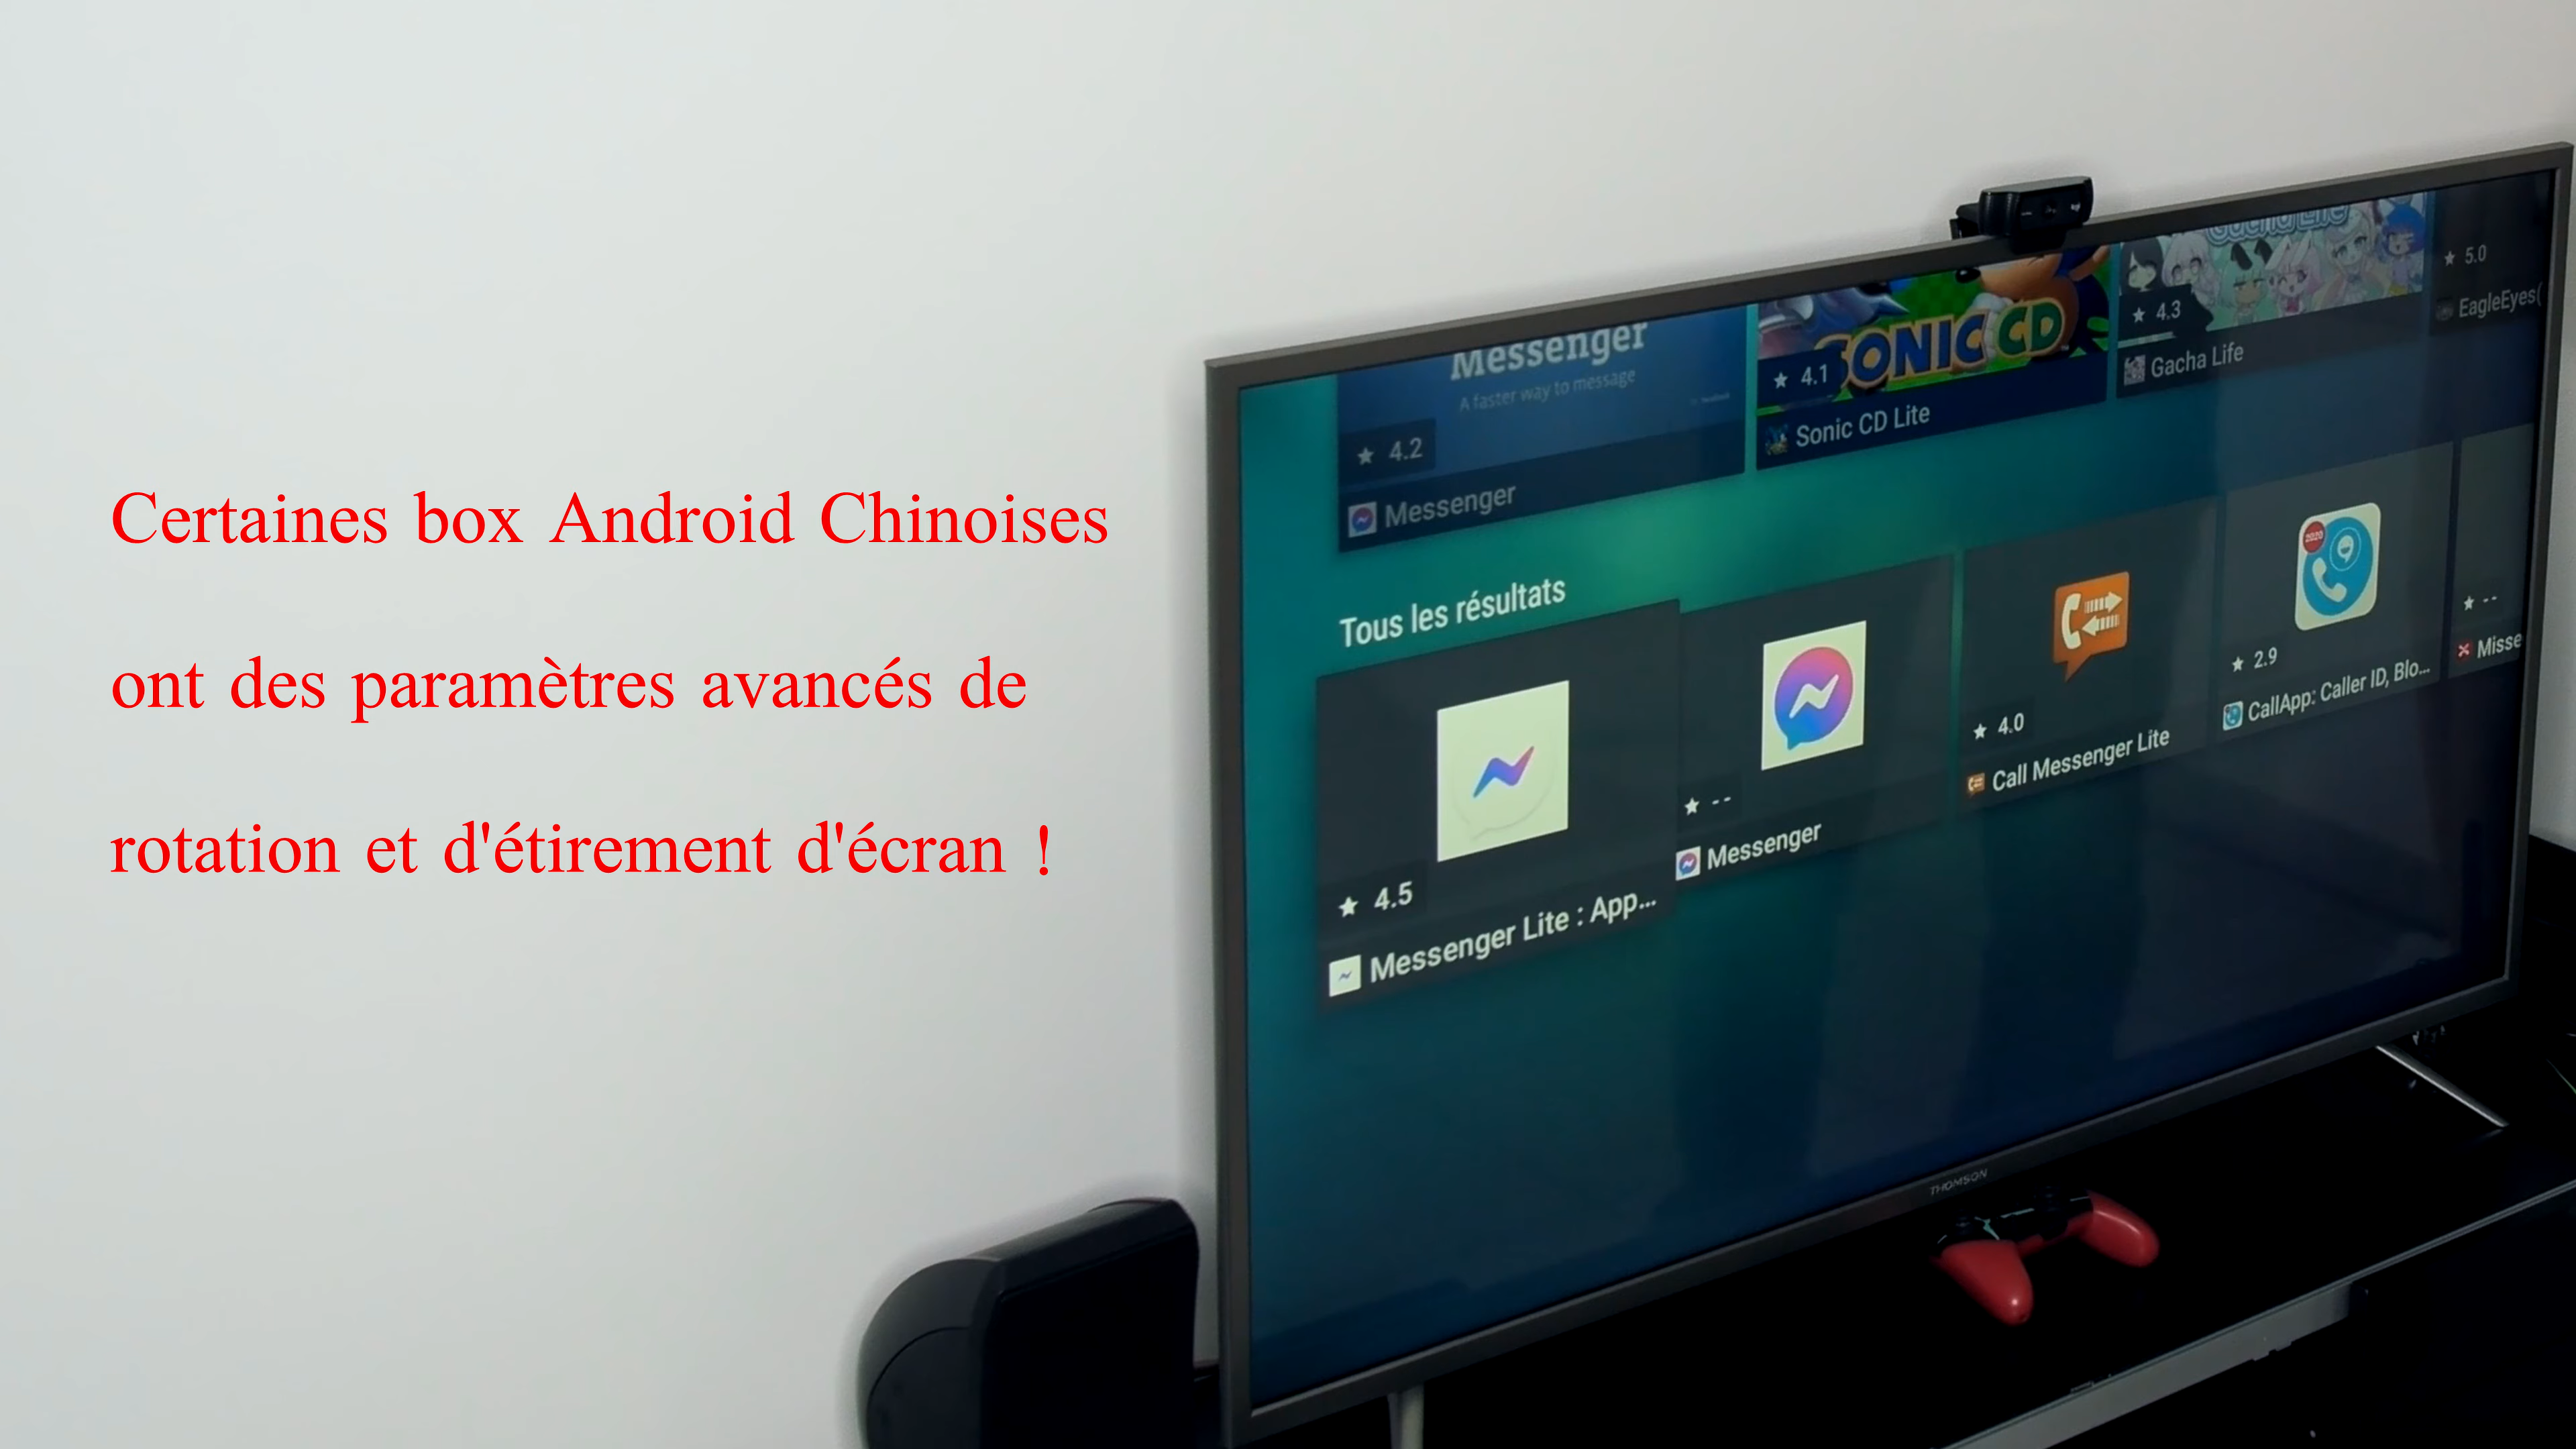 Certaines box Android Chinoises
ont des paramètres avancés de
rotation et d'étirement d'écran !
Messenger
A faster way to message
★ 4.2
Messenger
SONIC CD
★ 4.1
Sonic CD Lite
Gacha Life
★ 4.3
Gacha Life
★ 5.0
EagleEyes(
Tous les résultats
★ 4.5
Messenger Lite : App...
★ --
Messenger
★ 4.0
Call Messenger Lite
2020
★ 2.9
CallApp: Caller ID, Blo...
★ --
Misse
THOMSON